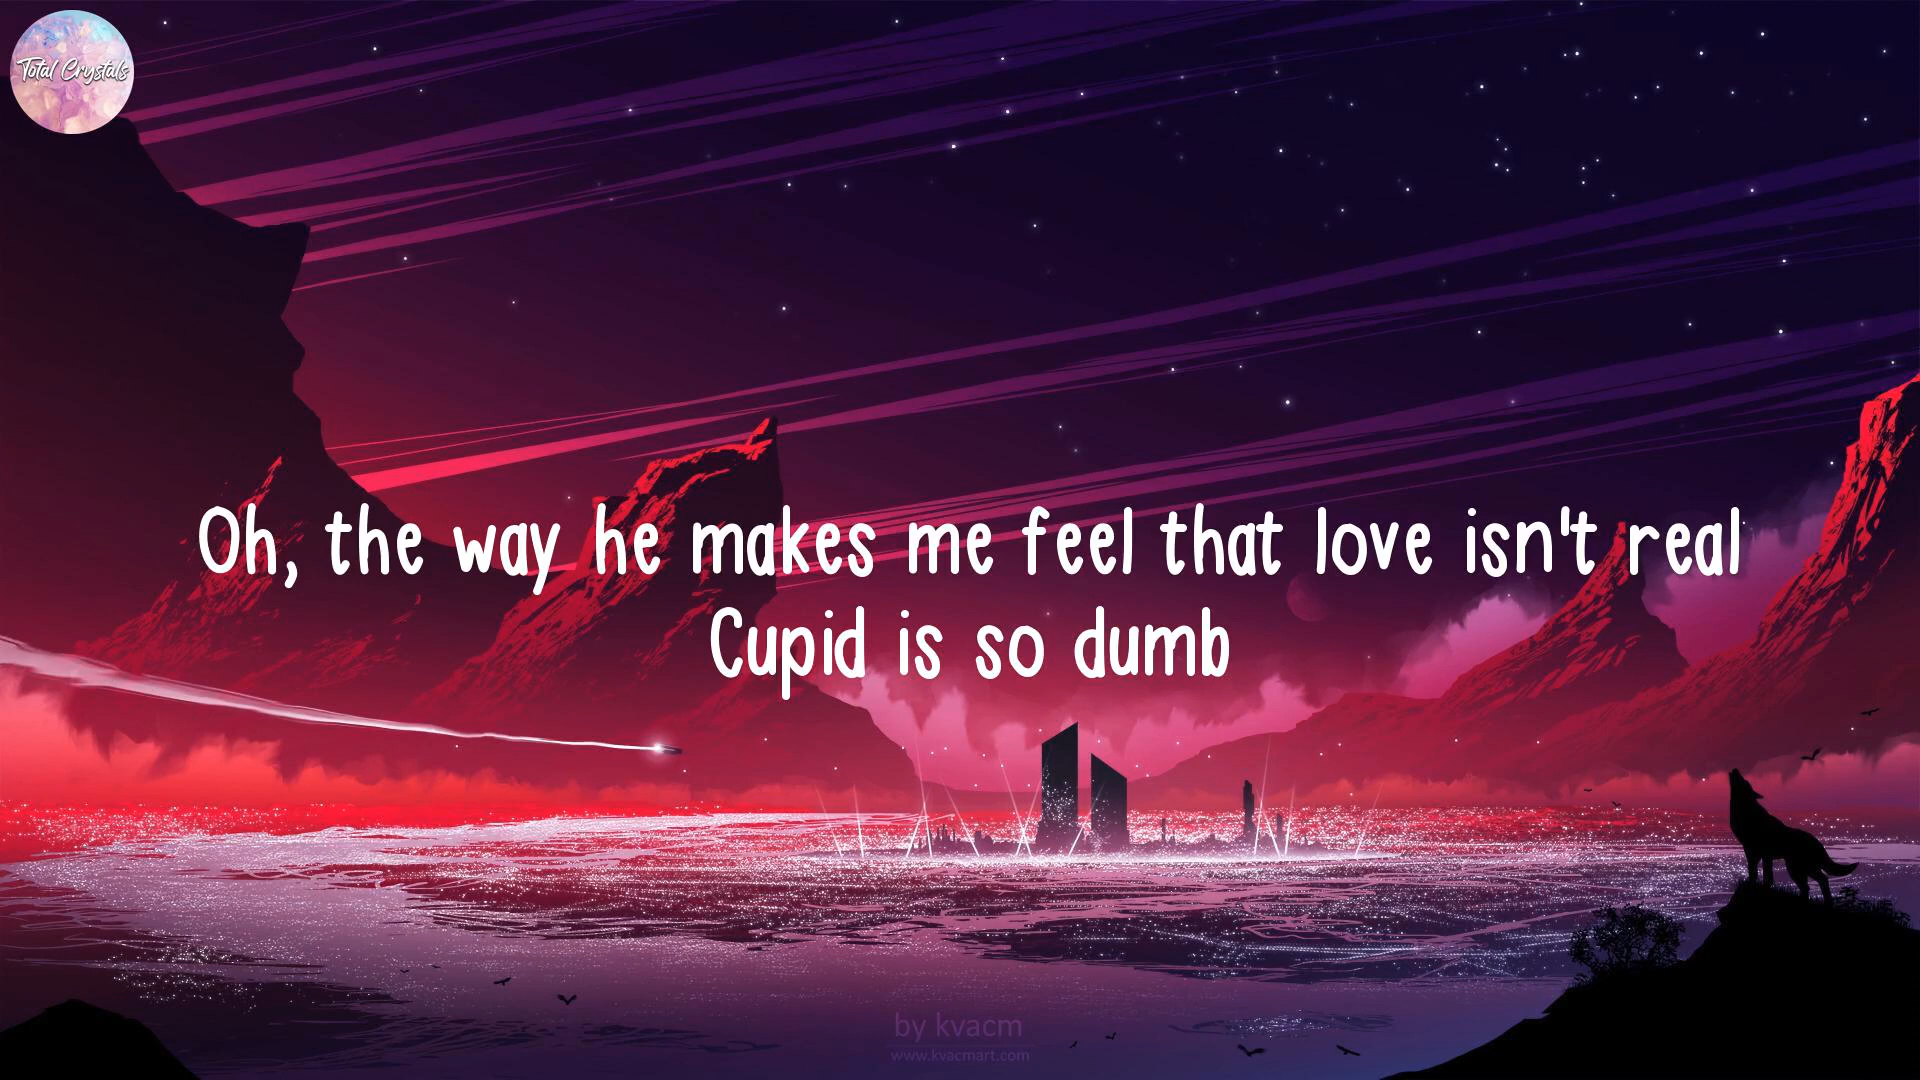 Total Crystals
Oh, the way he makes me feel that love isn't real
Cupid is so dumb
by kvacm
www.kvacmart.com